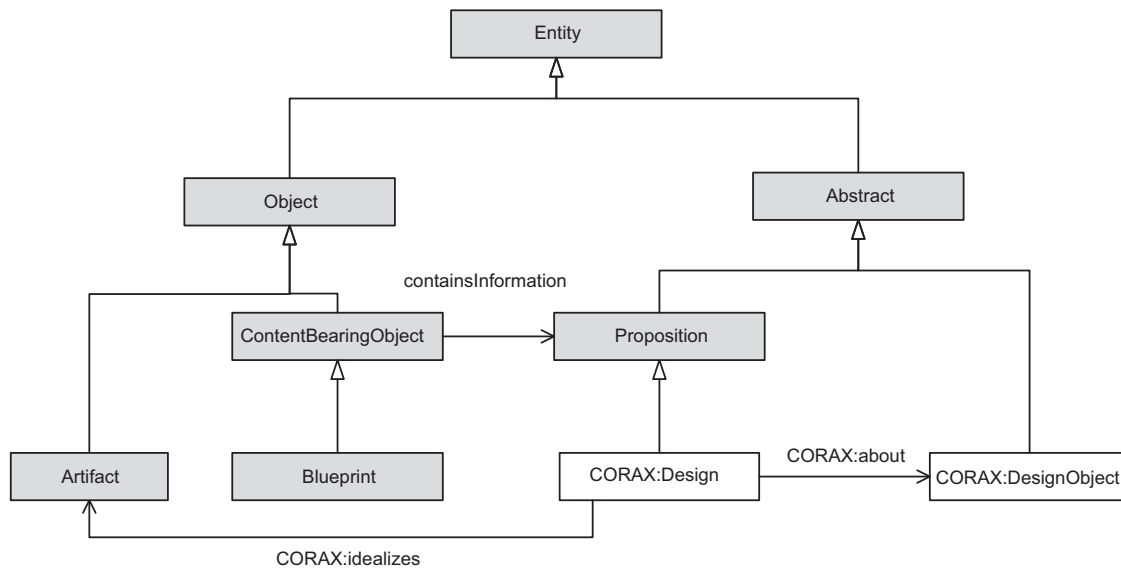 Entity
Object
Abstract
containsInformation
ContentBearingObject
Proposition
Artifact
Blueprint
CORAX:Design
CORAX:about
CORAX:DesignObject
CORAX:idealizes